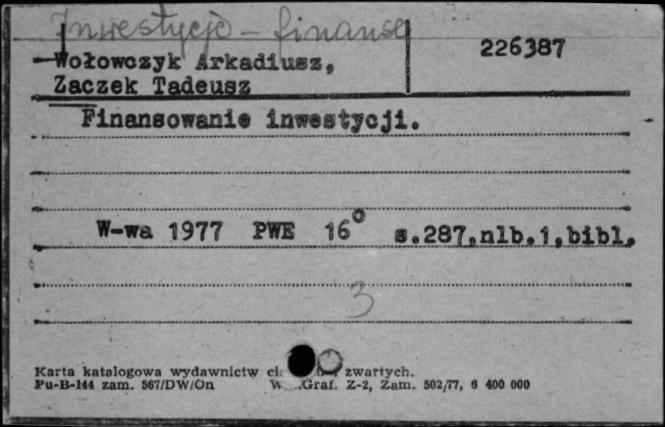 Inwestycje - finanse
226387
Wołowczyk Arkadiusz,
Zaczek Tadeusz
Finansowanie inwestycji.
W-wa 1977 PWE 16° s.287,nlb.1,bibl.
3
Karta katalogowa wydawnictw zwartych.
Pu-B-144 zam. 567/DW/On .Graf. Z-2, Zam. 502/77, 6 400 000